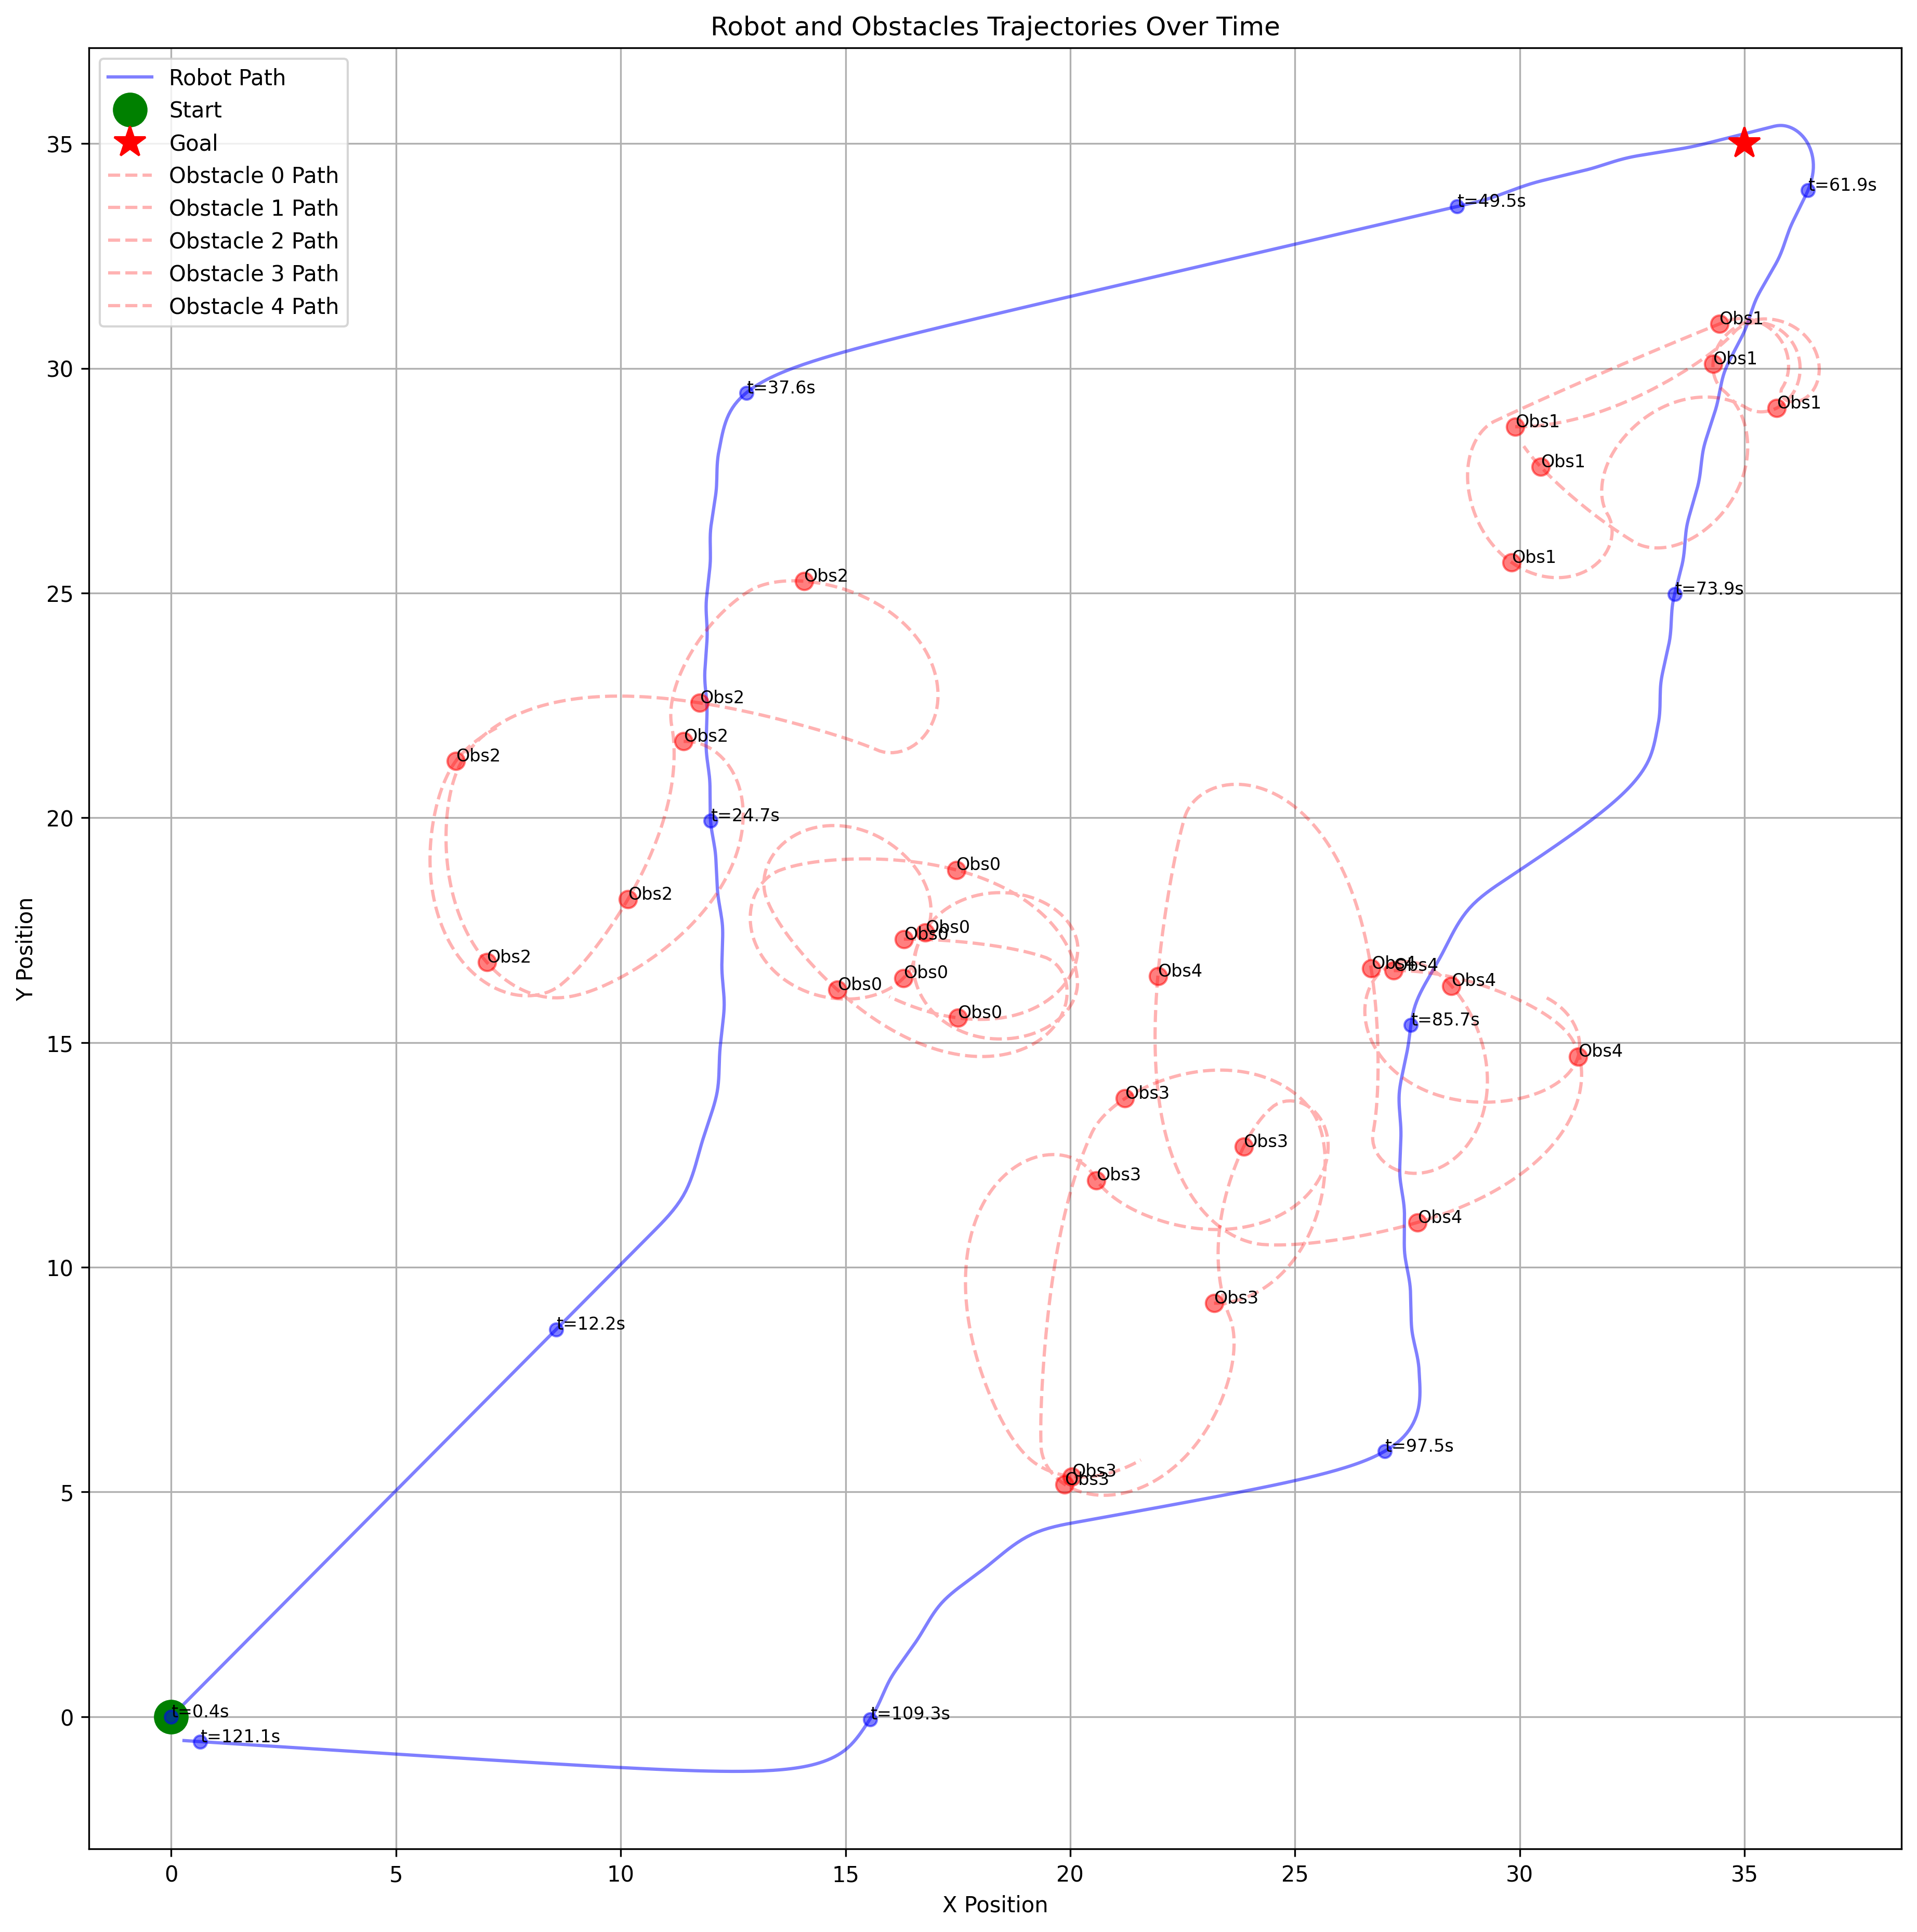 Robot and Obstacles Trajectories Over Time
Robot Path
Start
Goal
Obstacle 0 Path
Obstacle 1 Path
Obstacle 2 Path
Obstacle 3 Path
Obstacle 4 Path
35
30
25
20
15
10
5
0
Y Position
0
5
10
15
20
25
30
35
X Position
t=61.9s
t=49.5s
Obs1
Obs1
t=37.6s
Obs1
Obs1
Obs1
Obs1
Obs2
t=73.9s
Obs2
Obs2
Obs2
t=24.7s
Obs0
Obs2
Obs0
Obs0
Obs2
Obs4
Obs4
Obs4
Obs4
Obs0
Obs0
Obs0
t=85.7s
Obs4
Obs3
Obs3
Obs3
Obs4
Obs3
t=12.2s
Obs3
Obs3
t=97.5s
t=0.4s
t=109.3s
t=121.1s